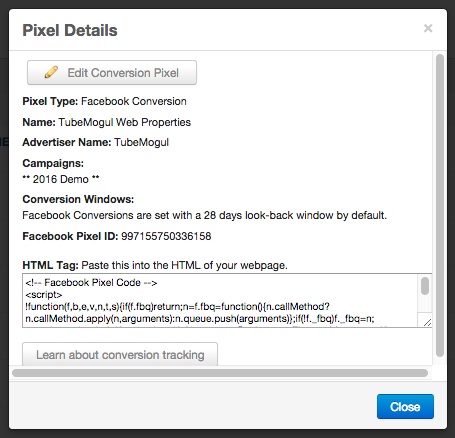 Pixel Details
×
Edit Conversion Pixel
Pixel Type: Facebook Conversion
Name: TubeMogul Web Properties
Advertiser Name: TubeMogul
Campaigns:
** 2016 Demo **
Conversion Windows:
Facebook Conversions are set with a 28 days look-back window by default.
Facebook Pixel ID: 997155750336158
HTML Tag: Paste this into the HTML of your webpage.
<!-- Facebook Pixel Code -->
<script>
!function(f,b,e,v,n,t,s){if(f.fbq)return;n=f.fbq=function(){n.callMethod?
n.callMethod.apply(n,arguments):n.queue.push(arguments)};if(!f._fbq)f._fbq=n;
Learn about conversion tracking
Close